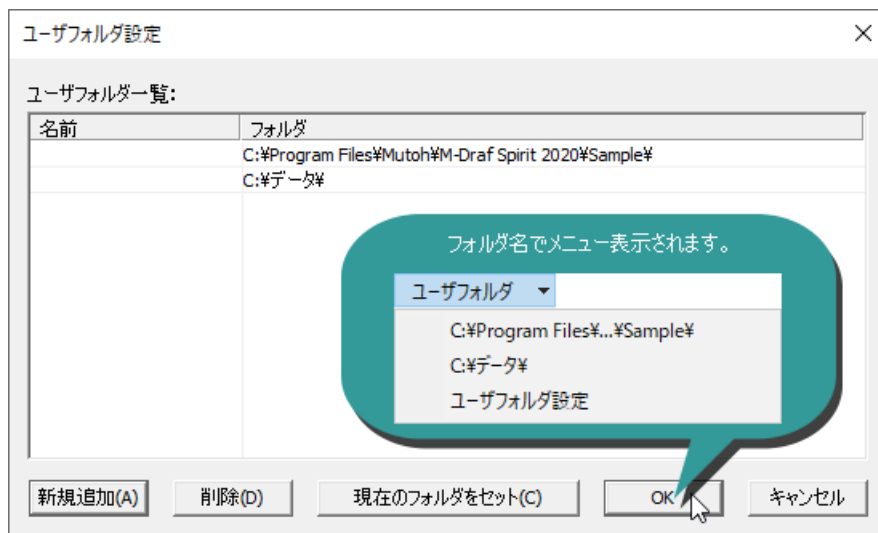 ユーザフォルダ設定
ユーザフォルダ一覧:
名前 フォルダ
C:¥Program Files¥Mutoh¥M-Draf Spirit 2020¥Sample¥
C:¥データ¥
フォルダ名でメニュー表示されます。
ユーザフォルダ
C:¥Program Files¥...¥Sample¥
C:¥データ¥
ユーザフォルダ設定
新規追加(A) 削除(D) 現在のフォルダをセット(C) OK キャンセル